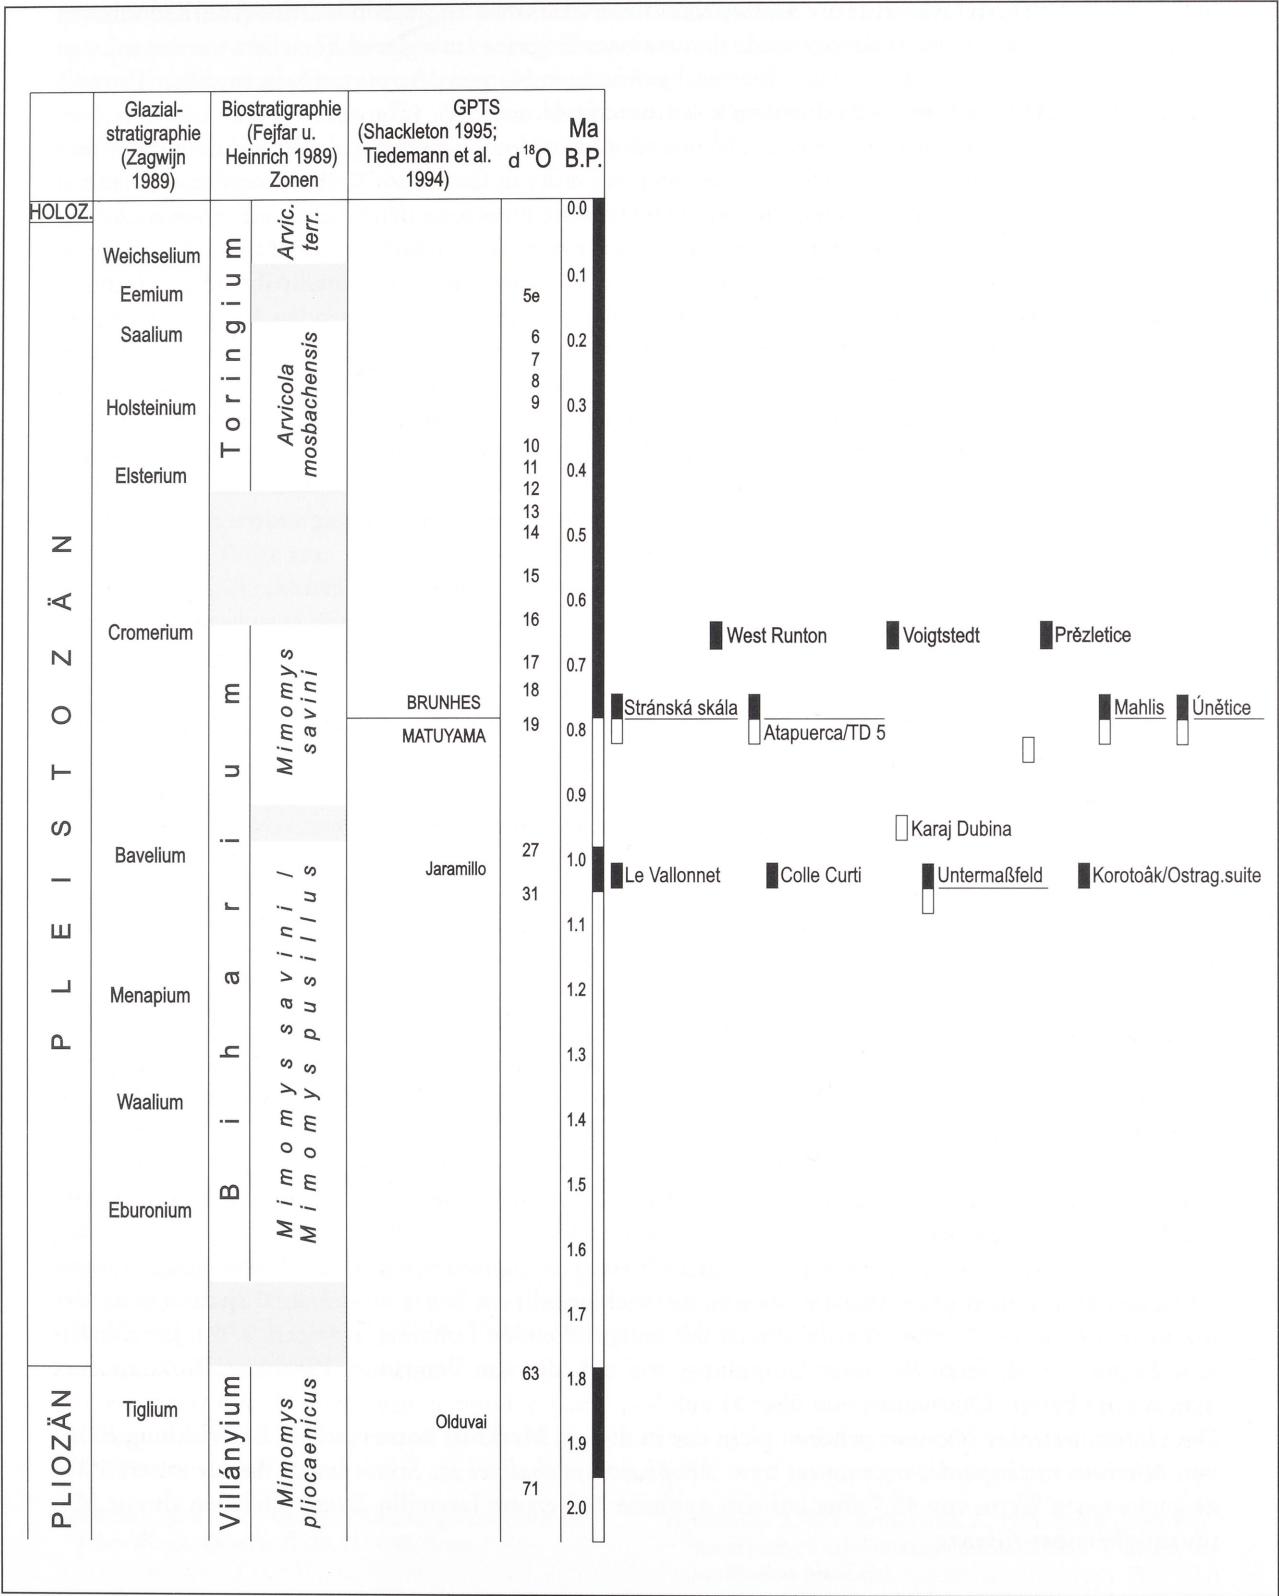 Glazial-
stratigraphie
(Zagwijn
1989)
Biostratigraphie
(Fejfar u.
Heinrich 1989)
Zonen
GPTS
(Shackleton 1995;
Tiedemann et al.
1994)
d ¹⁸O
Ma
B.P.
HOLOZ.
PLEISTOZÄN
PLIOZÄN
Weichselium
Eemium
Saalium
Holsteinium
Elsterium
Cromerium
Bavelium
Menapium
Waalium
Eburonium
Tiglium
Toringium
Biharium
Villányium
Arvic.
terr.
Arvicola
mosbachensis
Mimomys
savini
Mimomys savini /
Mimomys pusillus
Mimomys
pliocaenicus
BRUNHES
MATUYAMA
Jaramillo
Olduvai
5e
6
7
8
9
10
11
12
13
14
15
16
17
18
19
27
31
63
71
0.0
0.1
0.2
0.3
0.4
0.5
0.6
0.7
0.8
0.9
1.0
1.1
1.2
1.3
1.4
1.5
1.6
1.7
1.8
1.9
2.0
West Runton Voigtstedt Prĕzletice
Stránská skála Mahlis Únětice
Atapuerca/TD 5
Karaj Dubina
Le Vallonnet Colle Curti Untermaßfeld Korotoâk/Ostrag.suite